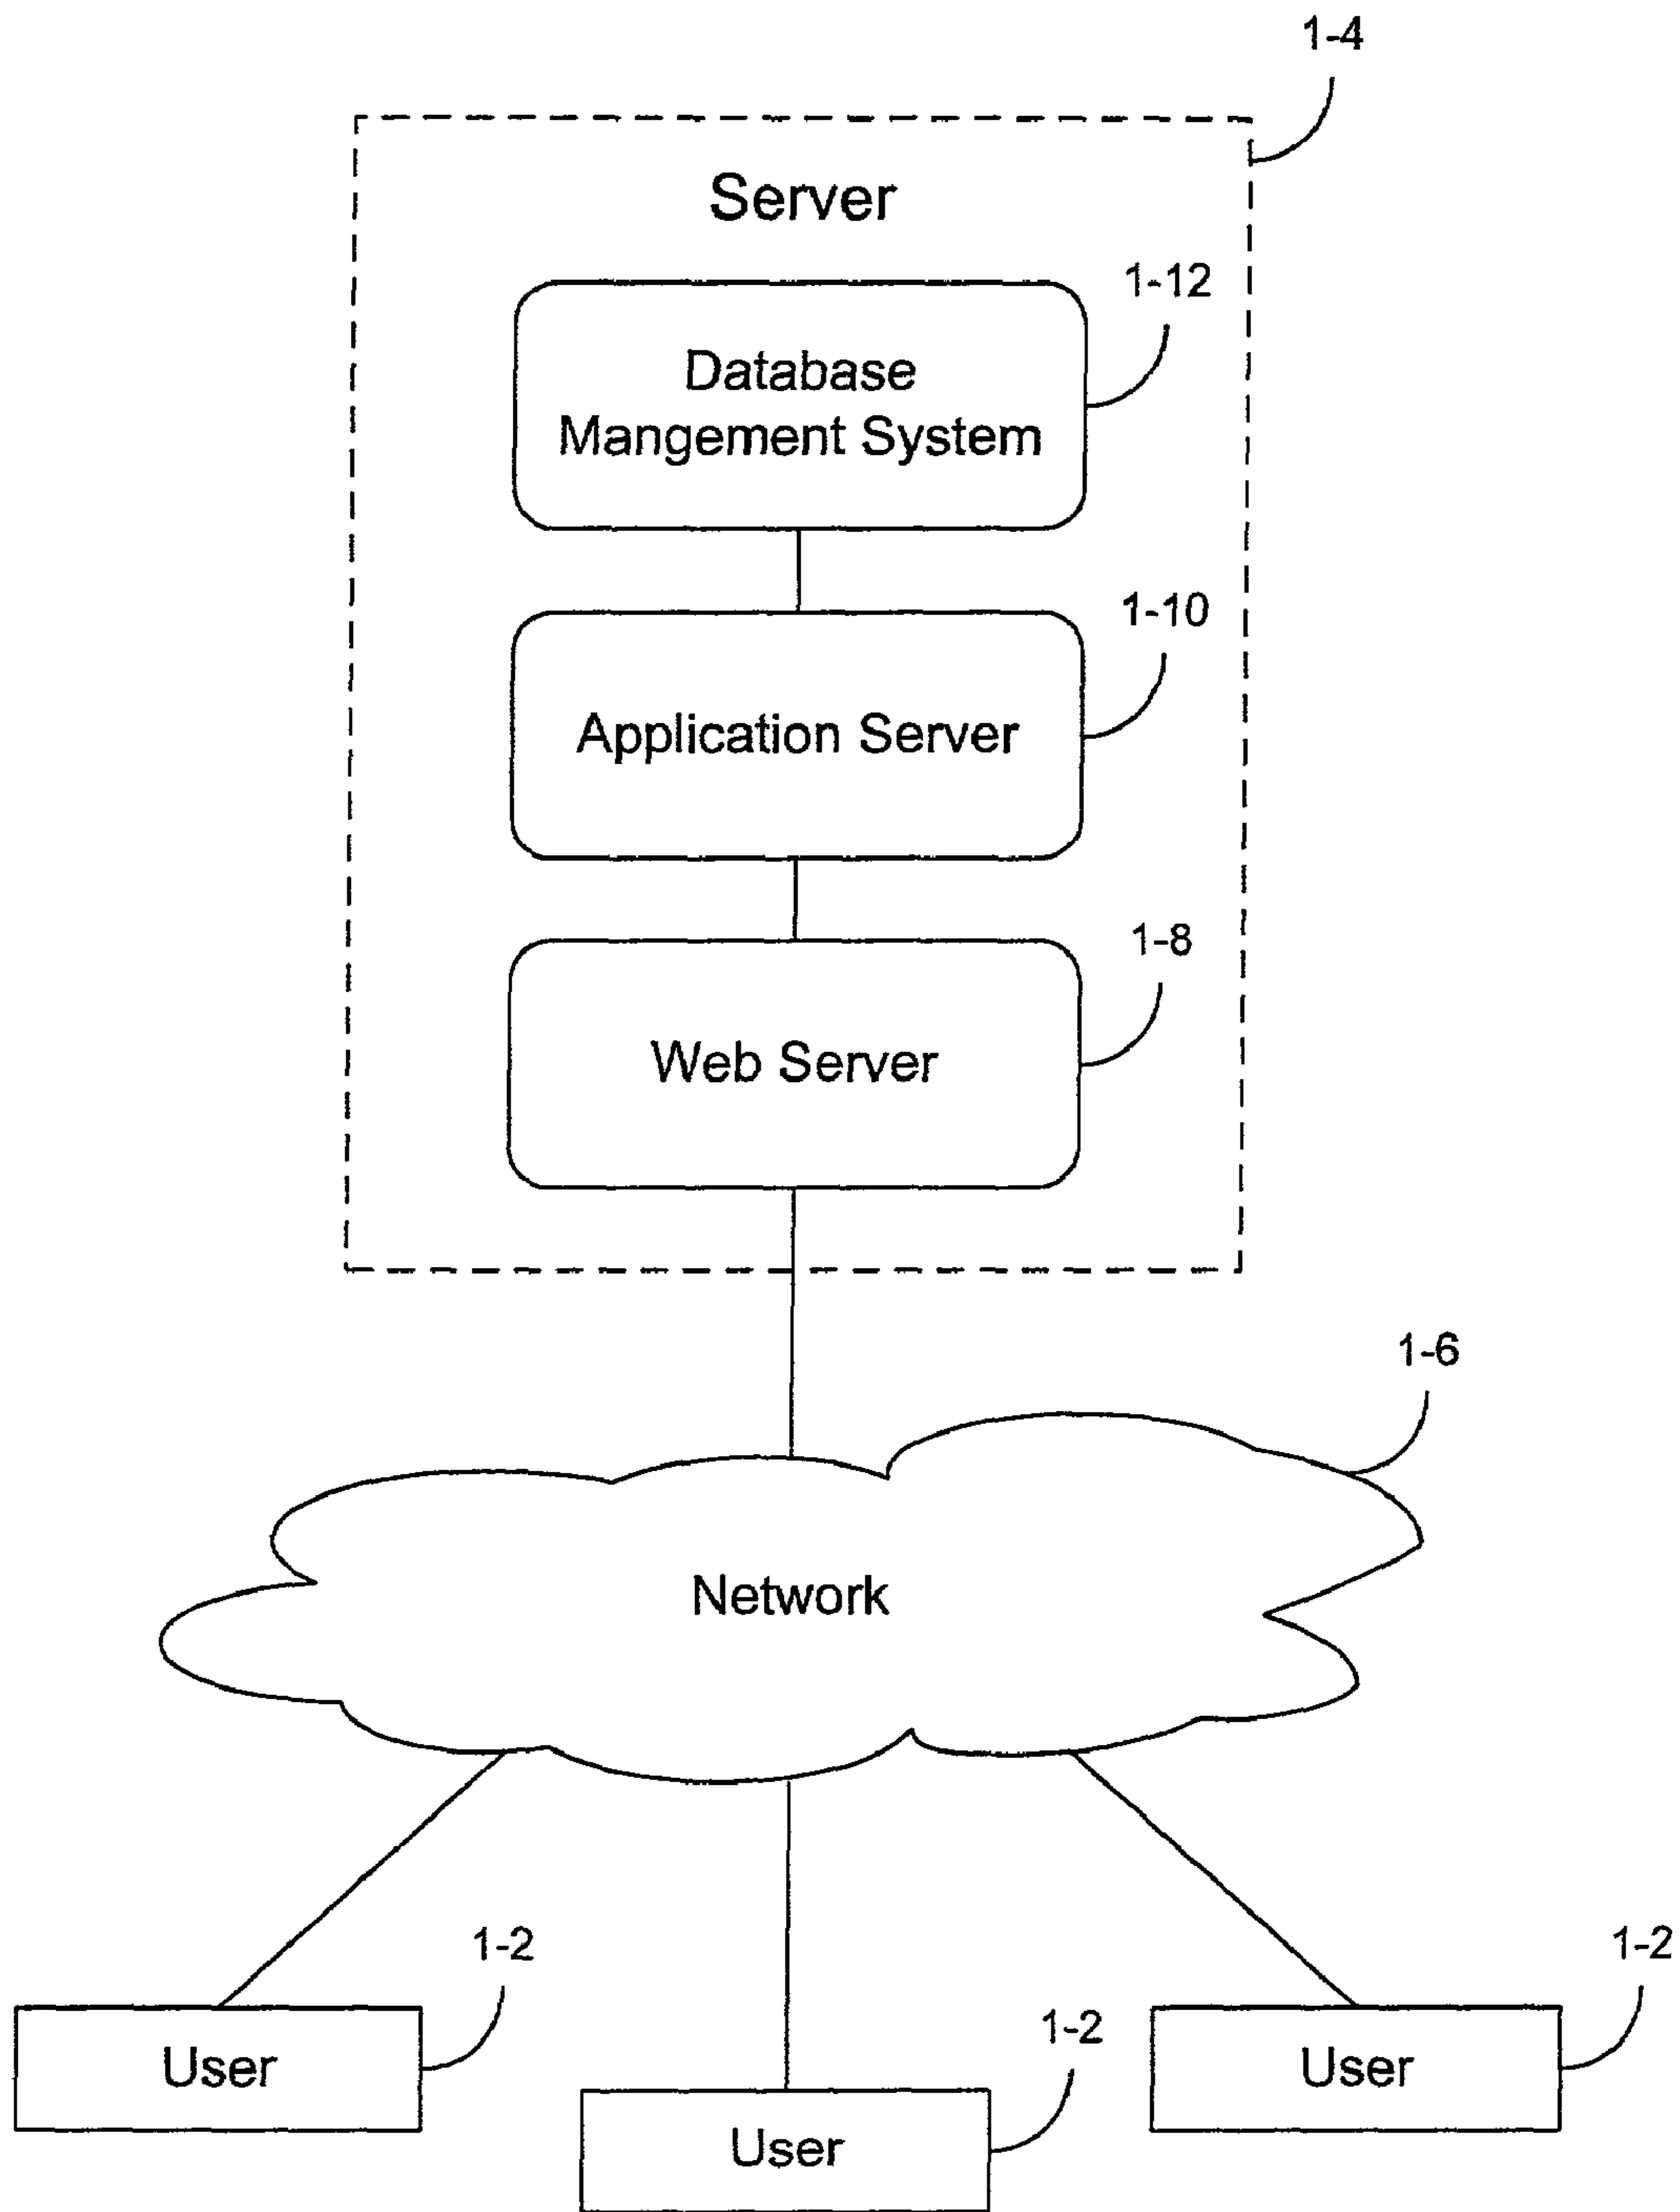 1-4
Server
1-12
Database
Mangement System
1-10
Application Server
1-8
Web Server
1-6
Network
1-2
User
1-2
User
1-2
User